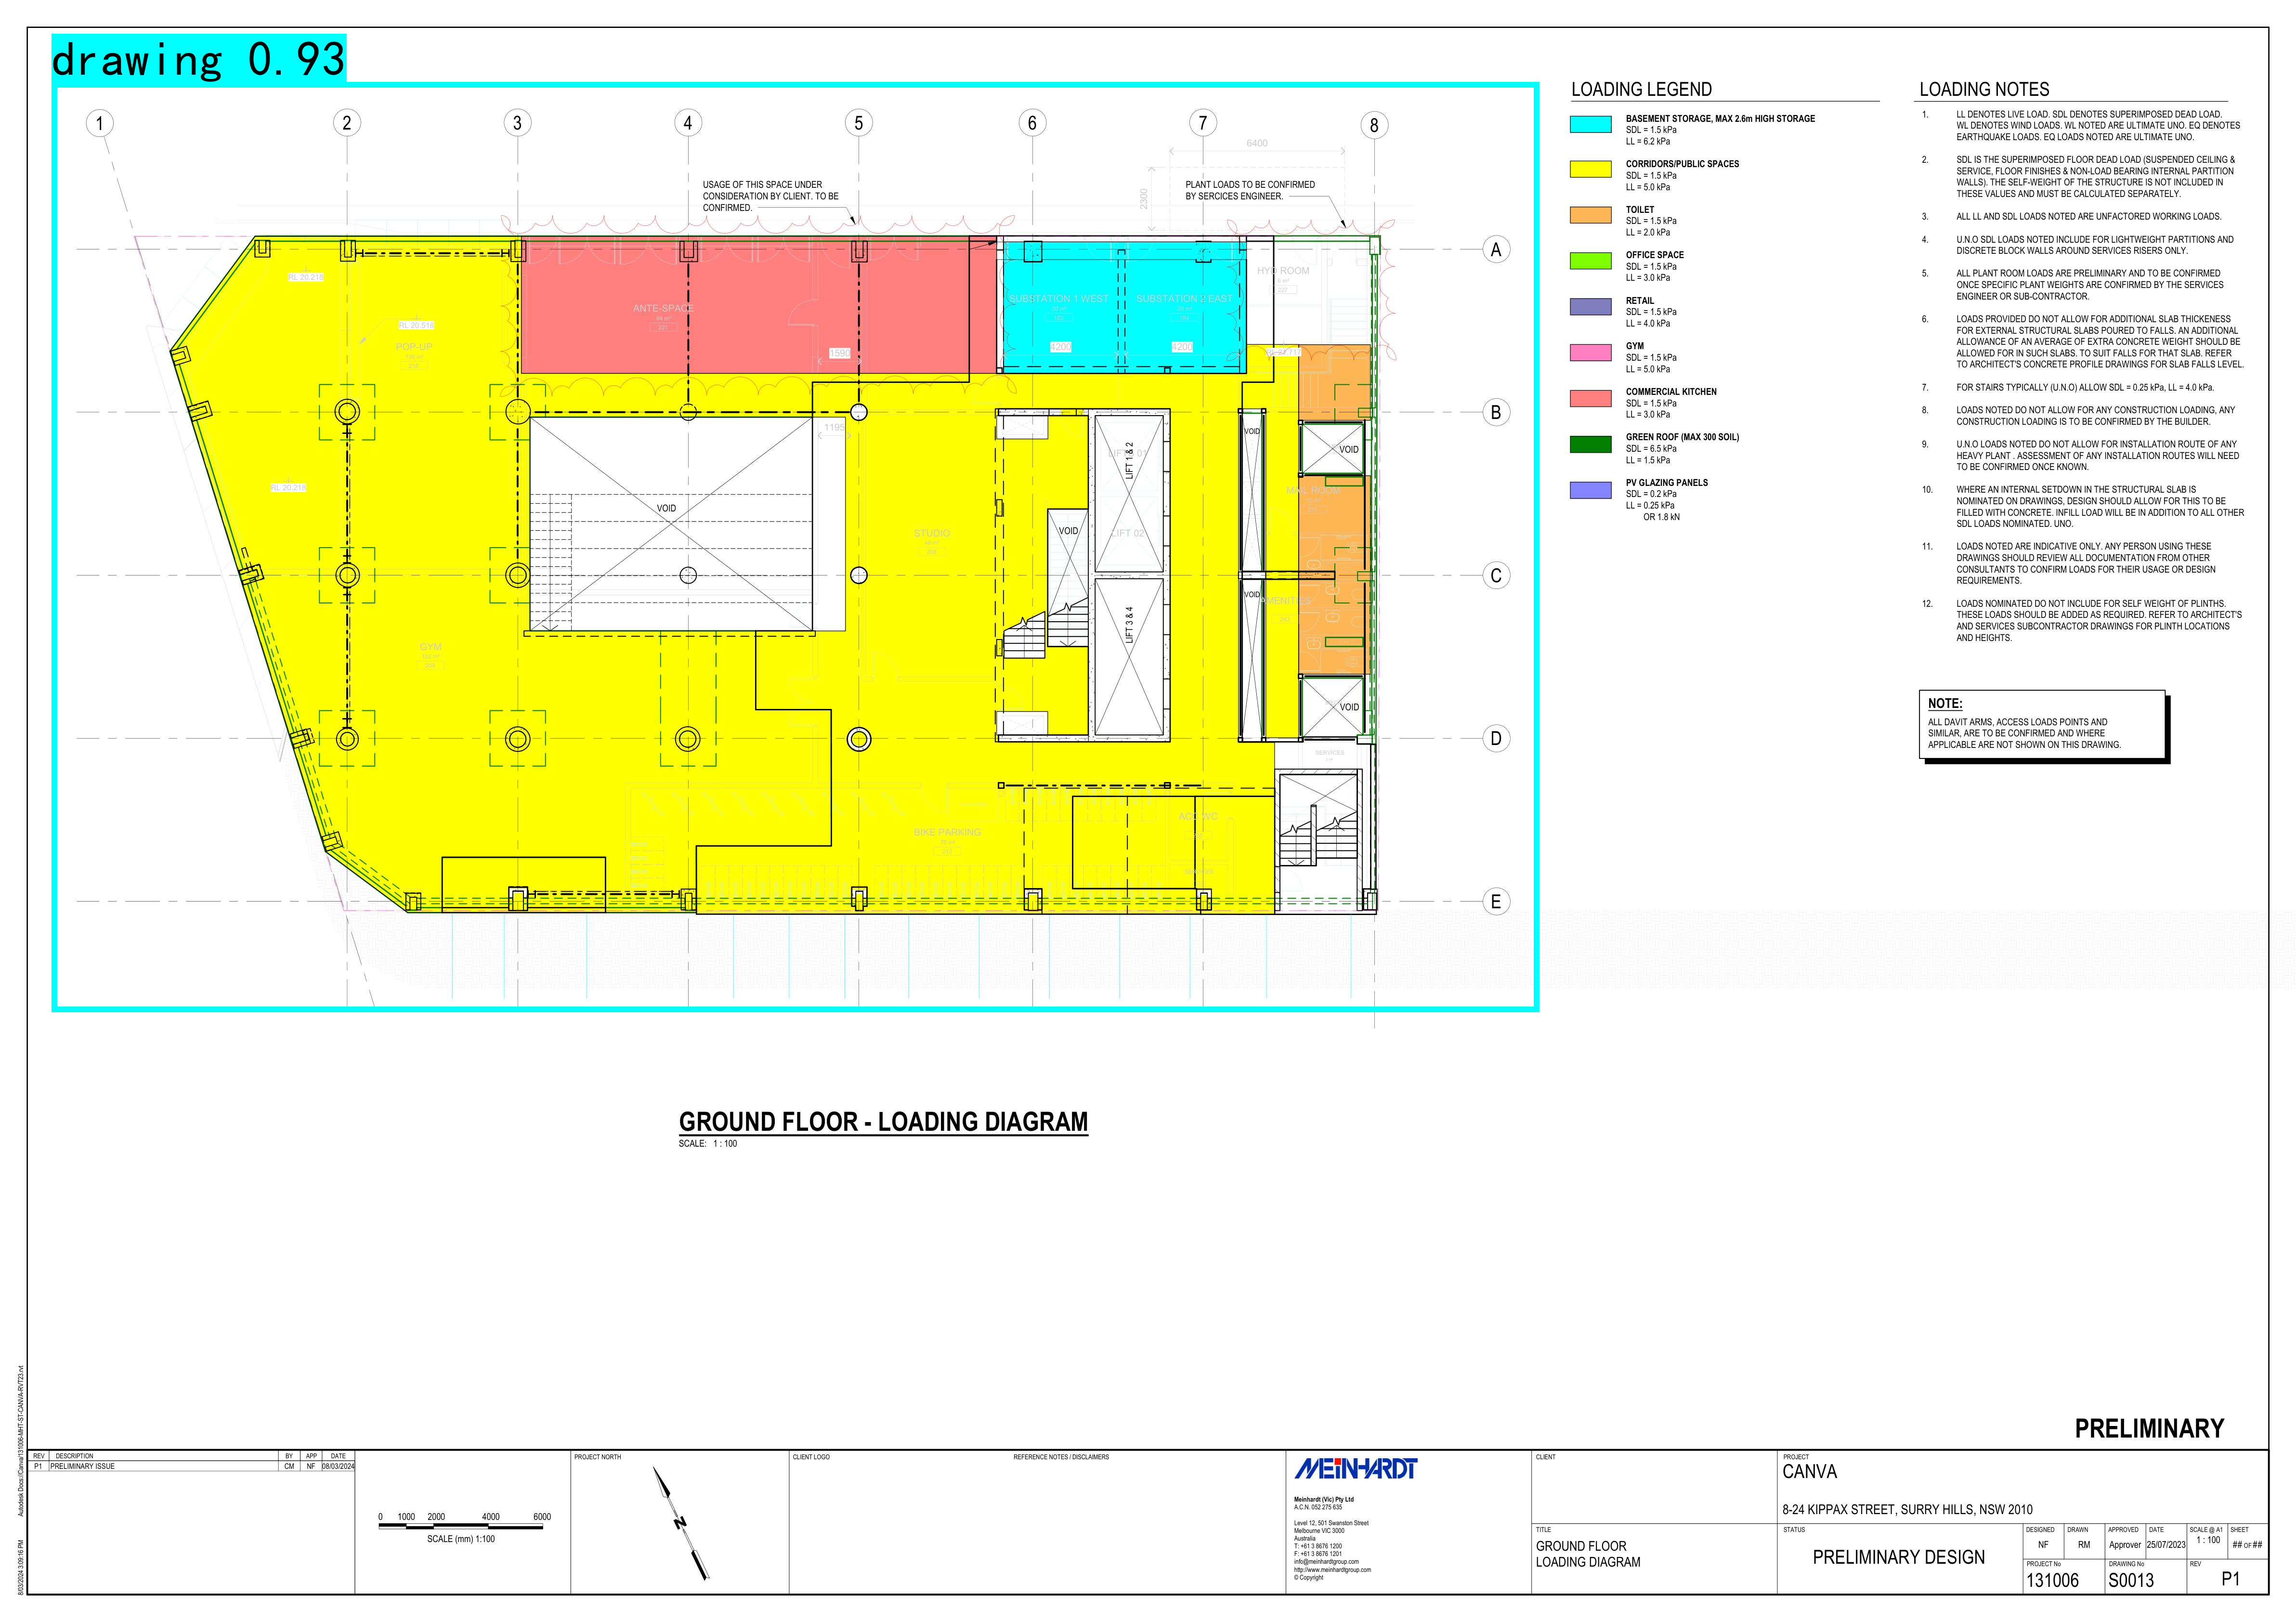 drawing 0.93
1
2
3
4
5
6
7
8
6400
2300
USAGE OF THIS SPACE UNDER
CONSIDERATION BY CLIENT. TO BE
CONFIRMED.
PLANT LOADS TO BE CONFIRMED
BY SERCICES ENGINEER.
A
B
C
D
E
RL 20.218
RL 20.518
POP-UP
ANTE-SPACE
1590
SUBSTATION 1 WEST
SUBSTATION 2 EAST
4200
4200
HYD ROOM
1195
RL 20.218
VOID
STUDIO
VOID
LIFT 01
LIFT 1 & 2
LIFT 02
LIFT 3 & 4
VOID
VOID
VOID
MAIL ROOM
AMENITIES
VOID
GYM
SERVICES
BIKE PARKING
ACC WC
LOADING LEGEND
BASEMENT STORAGE, MAX 2.6m HIGH STORAGE
SDL = 1.5 kPa
LL = 6.2 kPa
CORRIDORS/PUBLIC SPACES
SDL = 1.5 kPa
LL = 5.0 kPa
TOILET
SDL = 1.5 kPa
LL = 2.0 kPa
OFFICE SPACE
SDL = 1.5 kPa
LL = 3.0 kPa
RETAIL
SDL = 1.5 kPa
LL = 4.0 kPa
GYM
SDL = 1.5 kPa
LL = 5.0 kPa
COMMERCIAL KITCHEN
SDL = 1.5 kPa
LL = 3.0 kPa
GREEN ROOF (MAX 300 SOIL)
SDL = 6.5 kPa
LL = 1.5 kPa
PV GLAZING PANELS
SDL = 0.2 kPa
LL = 0.25 kPa
OR 1.8 kN
LOADING NOTES
1. LL DENOTES LIVE LOAD. SDL DENOTES SUPERIMPOSED DEAD LOAD.
WL DENOTES WIND LOADS. WL NOTED ARE ULTIMATE UNO. EQ DENOTES
EARTHQUAKE LOADS. EQ LOADS NOTED ARE ULTIMATE UNO.
2. SDL IS THE SUPERIMPOSED FLOOR DEAD LOAD (SUSPENDED CEILING &
SERVICE, FLOOR FINISHES & NON-LOAD BEARING INTERNAL PARTITION
WALLS). THE SELF-WEIGHT OF THE STRUCTURE IS NOT INCLUDED IN
THESE VALUES AND MUST BE CALCULATED SEPARATELY.
3. ALL LL AND SDL LOADS NOTED ARE UNFACTORED WORKING LOADS.
4. U.N.O SDL LOADS NOTED INCLUDE FOR LIGHTWEIGHT PARTITIONS AND
DISCRETE BLOCK WALLS AROUND SERVICES RISERS ONLY.
5. ALL PLANT ROOM LOADS ARE PRELIMINARY AND TO BE CONFIRMED
ONCE SPECIFIC PLANT WEIGHTS ARE CONFIRMED BY THE SERVICES
ENGINEER OR SUB-CONTRACTOR.
6. LOADS PROVIDED DO NOT ALLOW FOR ADDITIONAL SLAB THICKENESS
FOR EXTERNAL STRUCTURAL SLABS POURED TO FALLS. AN ADDITIONAL
ALLOWANCE OF AN AVERAGE OF EXTRA CONCRETE WEIGHT SHOULD BE
ALLOWED FOR IN SUCH SLABS. TO SUIT FALLS FOR THAT SLAB. REFER
TO ARCHITECT'S CONCRETE PROFILE DRAWINGS FOR SLAB FALLS LEVEL.
7. FOR STAIRS TYPICALLY (U.N.O) ALLOW SDL = 0.25 kPa, LL = 4.0 kPa.
8. LOADS NOTED DO NOT ALLOW FOR ANY CONSTRUCTION LOADING, ANY
CONSTRUCTION LOADING IS TO BE CONFIRMED BY THE BUILDER.
9. U.N.O LOADS NOTED DO NOT ALLOW FOR INSTALLATION ROUTE OF ANY
HEAVY PLANT . ASSESSMENT OF ANY INSTALLATION ROUTES WILL NEED
TO BE CONFIRMED ONCE KNOWN.
10. WHERE AN INTERNAL SETDOWN IN THE STRUCTURAL SLAB IS
NOMINATED ON DRAWINGS, DESIGN SHOULD ALLOW FOR THIS TO BE
FILLED WITH CONCRETE. INFILL LOAD WILL BE IN ADDITION TO ALL OTHER
SDL LOADS NOMINATED. UNO.
11. LOADS NOTED ARE INDICATIVE ONLY. ANY PERSON USING THESE
DRAWINGS SHOULD REVIEW ALL DOCUMENTATION FROM OTHER
CONSULTANTS TO CONFIRM LOADS FOR THEIR USAGE OR DESIGN
REQUIREMENTS.
12. LOADS NOMINATED DO NOT INCLUDE FOR SELF WEIGHT OF PLINTHS.
THESE LOADS SHOULD BE ADDED AS REQUIRED. REFER TO ARCHITECT'S
AND SERVICES SUBCONTRACTOR DRAWINGS FOR PLINTH LOCATIONS
AND HEIGHTS.
NOTE:
ALL DAVIT ARMS, ACCESS LOADS POINTS AND
SIMILAR, ARE TO BE CONFIRMED AND WHERE
APPLICABLE ARE NOT SHOWN ON THIS DRAWING.
GROUND FLOOR - LOADING DIAGRAM
SCALE: 1 : 100
PRELIMINARY
8/03/2024 3:09:16 PM Autodesk Docs://Canva/131006-MHT-ST-CANVA-RVT23.rvt
REV DESCRIPTION BY APP DATE
P1 PRELIMINARY ISSUE CM NF 08/03/2024
0 1000 2000 4000 6000
SCALE (mm) 1:100
PROJECT NORTH
N
CLIENT LOGO
REFERENCE NOTES / DISCLAIMERS
MEINHARDT
Meinhardt (Vic) Pty Ltd
A.C.N. 052 275 635
Level 12, 501 Swanston Street
Melbourne VIC 3000
Australia
T: +61 3 8676 1200
F: +61 3 8676 1201
info@meinhardtgroup.com
http://www.meinhardtgroup.com
© Copyright
CLIENT
TITLE
GROUND FLOOR
LOADING DIAGRAM
PROJECT
CANVA
8-24 KIPPAX STREET, SURRY HILLS, NSW 2010
STATUS
PRELIMINARY DESIGN
DESIGNED DRAWN APPROVED DATE SCALE @ A1 SHEET
NF RM Approver 25/07/2023 1 : 100 ## OF ##
PROJECT No DRAWING No REV
131006 S0013 P1